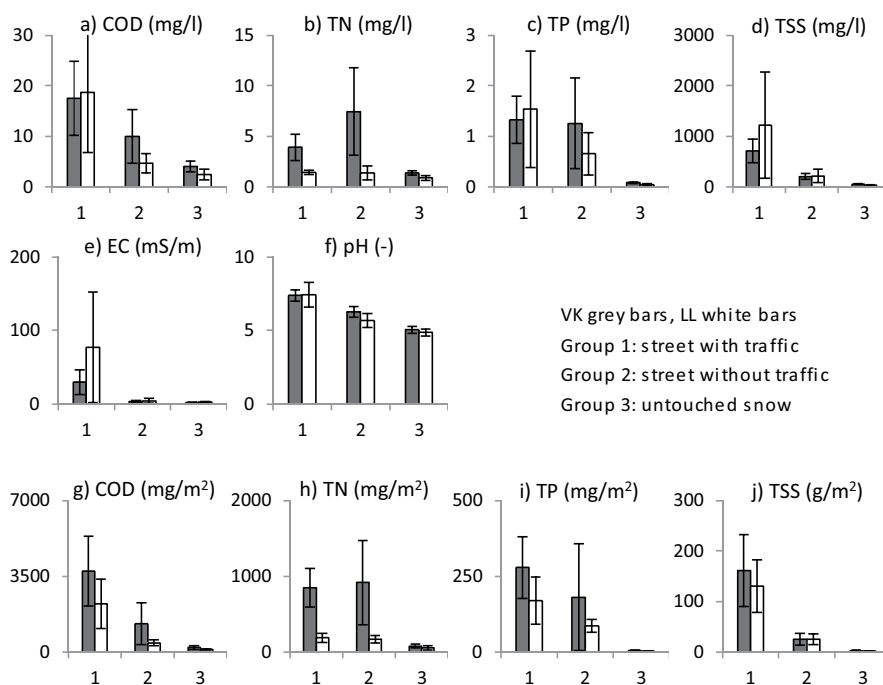 a) COD (mg/l)
30
20
10
0
1 2 3
b) TN (mg/l)
15
10
5
0
1 2 3
c) TP (mg/l)
3
2
1
0
1 2 3
d) TSS (mg/l)
3000
2000
1000
0
1 2 3
e) EC (mS/m)
200
100
0
1 2 3
f) pH (-)
10
5
0
1 2 3
VK grey bars, LL white bars
Group 1: street with traffic
Group 2: street without traffic
Group 3: untouched snow
g) COD (mg/m²)
7000
3500
0
1 2 3
h) TN (mg/m²)
2000
1000
0
1 2 3
i) TP (mg/m²)
500
250
0
1 2 3
j) TSS (g/m²)
300
200
100
0
1 2 3